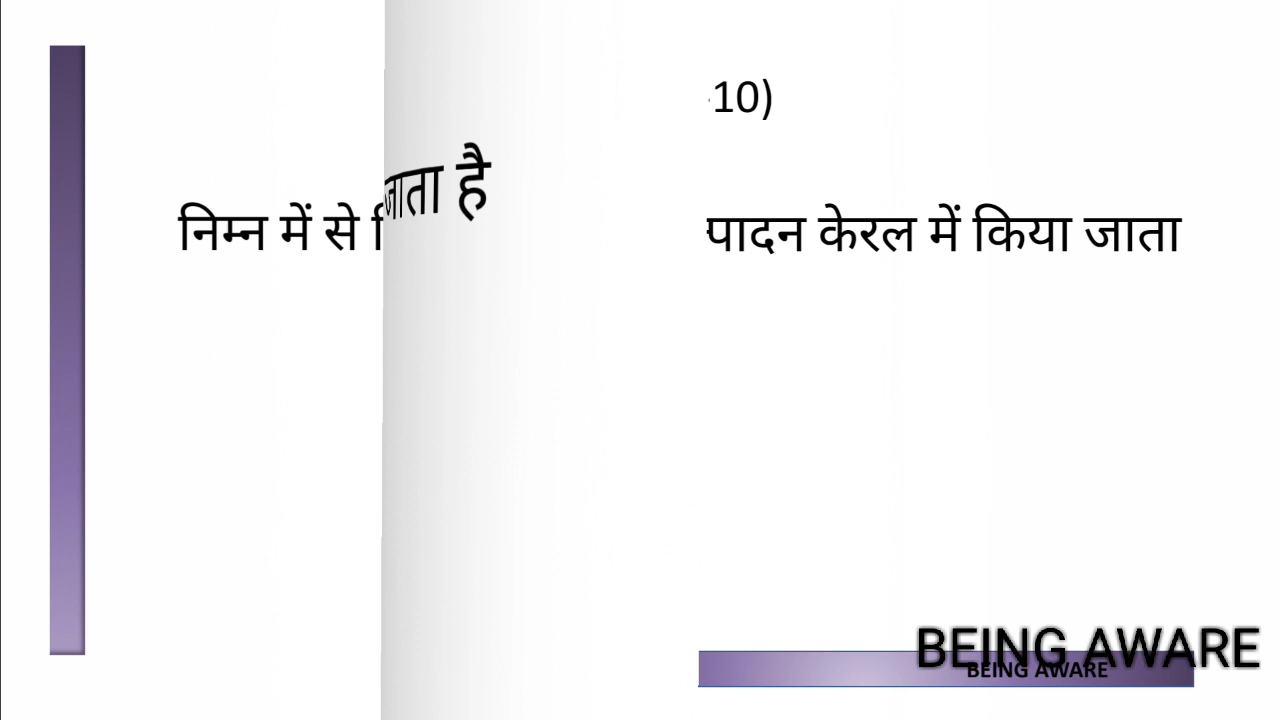 10)
जाता है
निम्न में से
पादन केरल में किया जाता
BEING AWARE
BEING AWARE